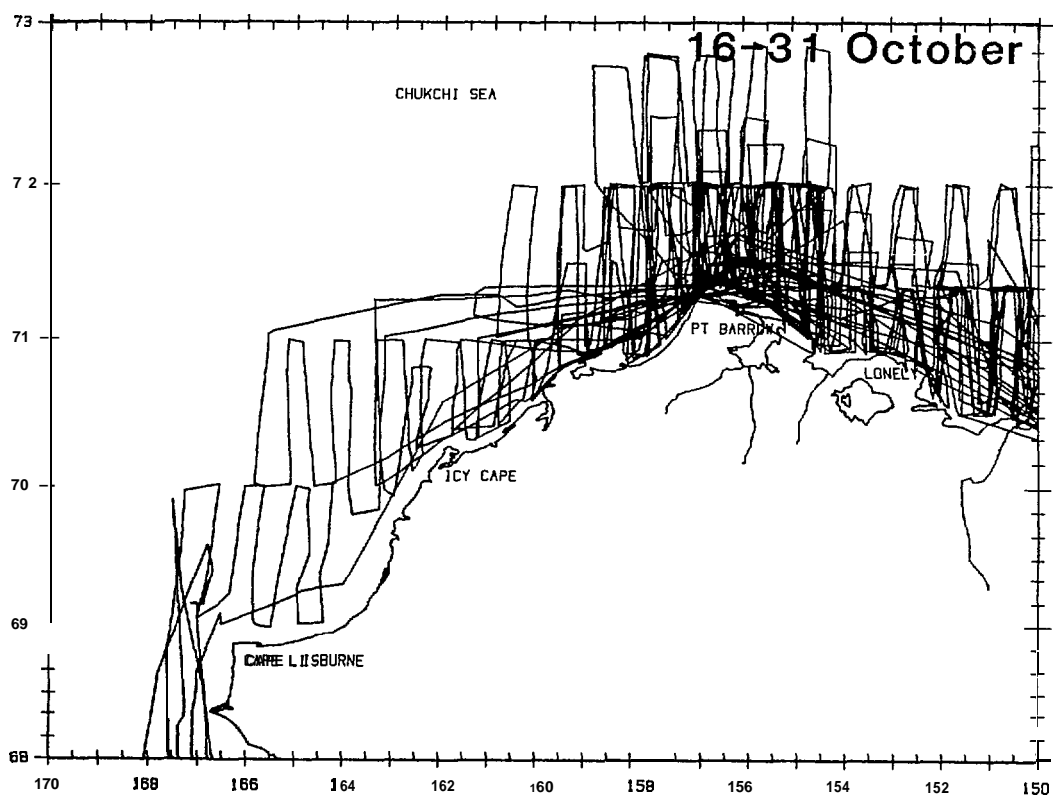 73
16-31 October
CHUKCHI SEA
72
71
PT BARROW
LONELY
70
ICY CAPE
69
CAPE LISBURNE
68
170 168 166 164 162 160 158 156 154 152 150